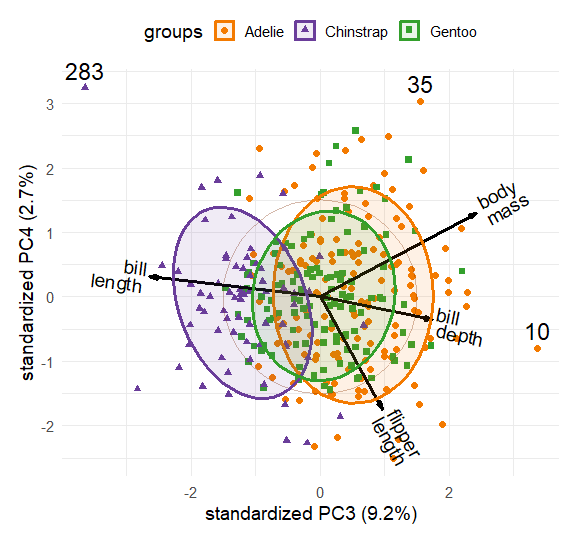 groups Adelie Chinstrap Gentoo
283
35
3
body
mass
2
1
bill
length
0
bill
depth
10
-1
flipper
length
-2
-2 0 2
standardized PC3 (9.2%)
standardized PC4 (2.7%)